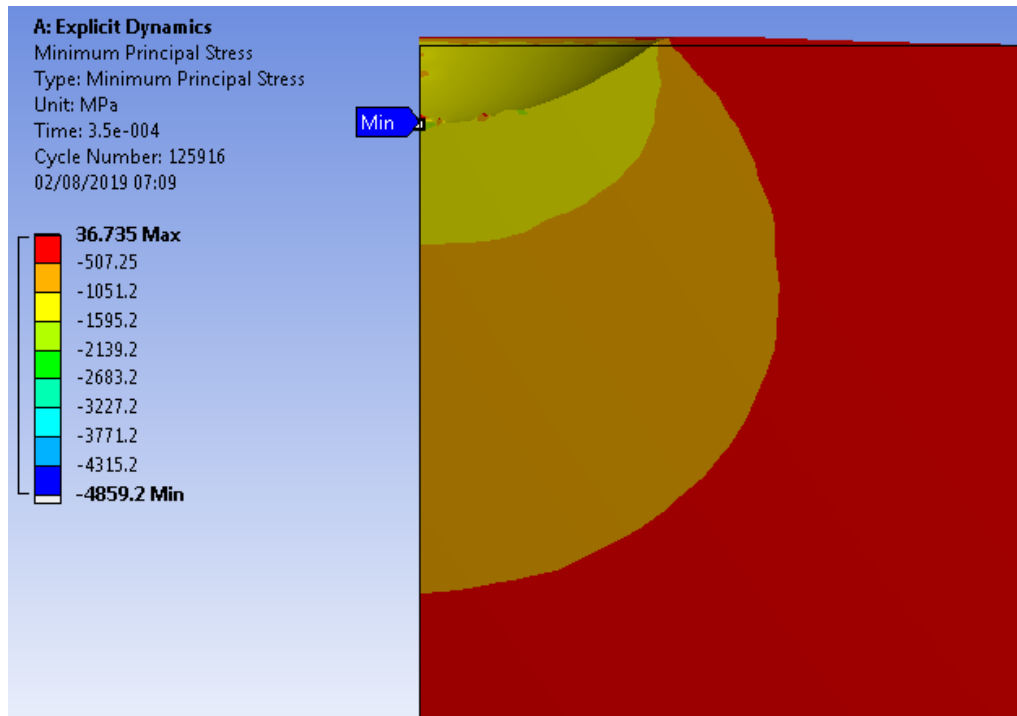 A: Explicit Dynamics
Minimum Principal Stress
Type: Minimum Principal Stress
Unit: MPa
Time: 3.5e-004
Cycle Number: 125916
02/08/2019 07:09
Min
36.735 Max
-507.25
-1051.2
-1595.2
-2139.2
-2683.2
-3227.2
-3771.2
-4315.2
-4859.2 Min